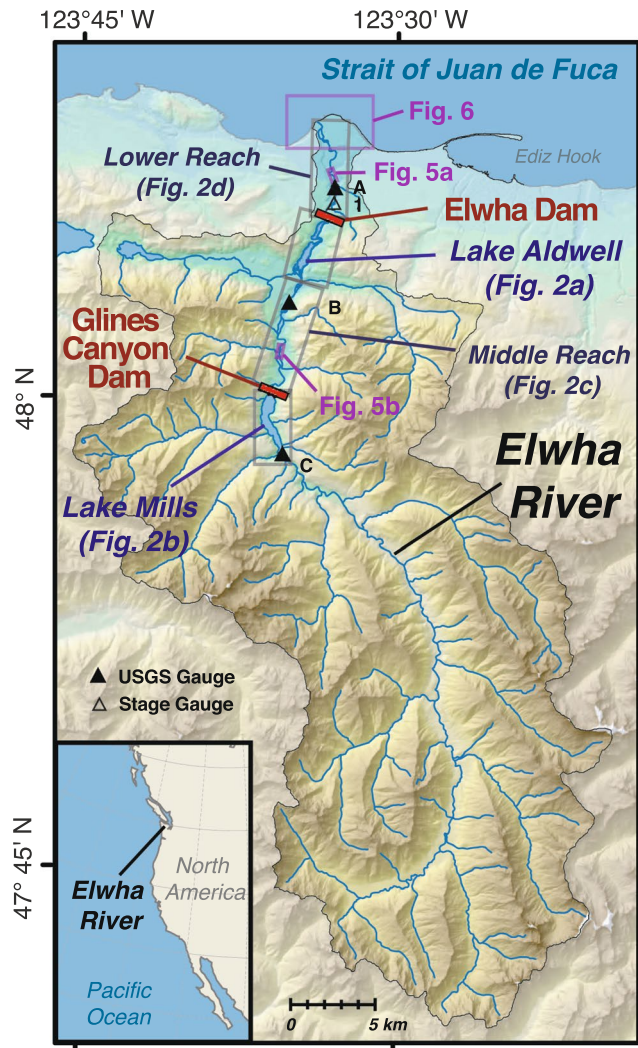 123°45' W
123°30' W
Strait of Juan de Fuca
Fig. 6
Ediz Hook
Lower Reach
(Fig. 2d)
Fig. 5a
A
1
Elwha Dam
Lake Aldwell
(Fig. 2a)
B
Glines
Canyon
Dam
Middle Reach
(Fig. 2c)
48° N
Fig. 5b
Elwha
River
C
Lake Mills
(Fig. 2b)
USGS Gauge
Stage Gauge
47° 45' N
North
America
Elwha
River
Pacific
Ocean
0
5 km